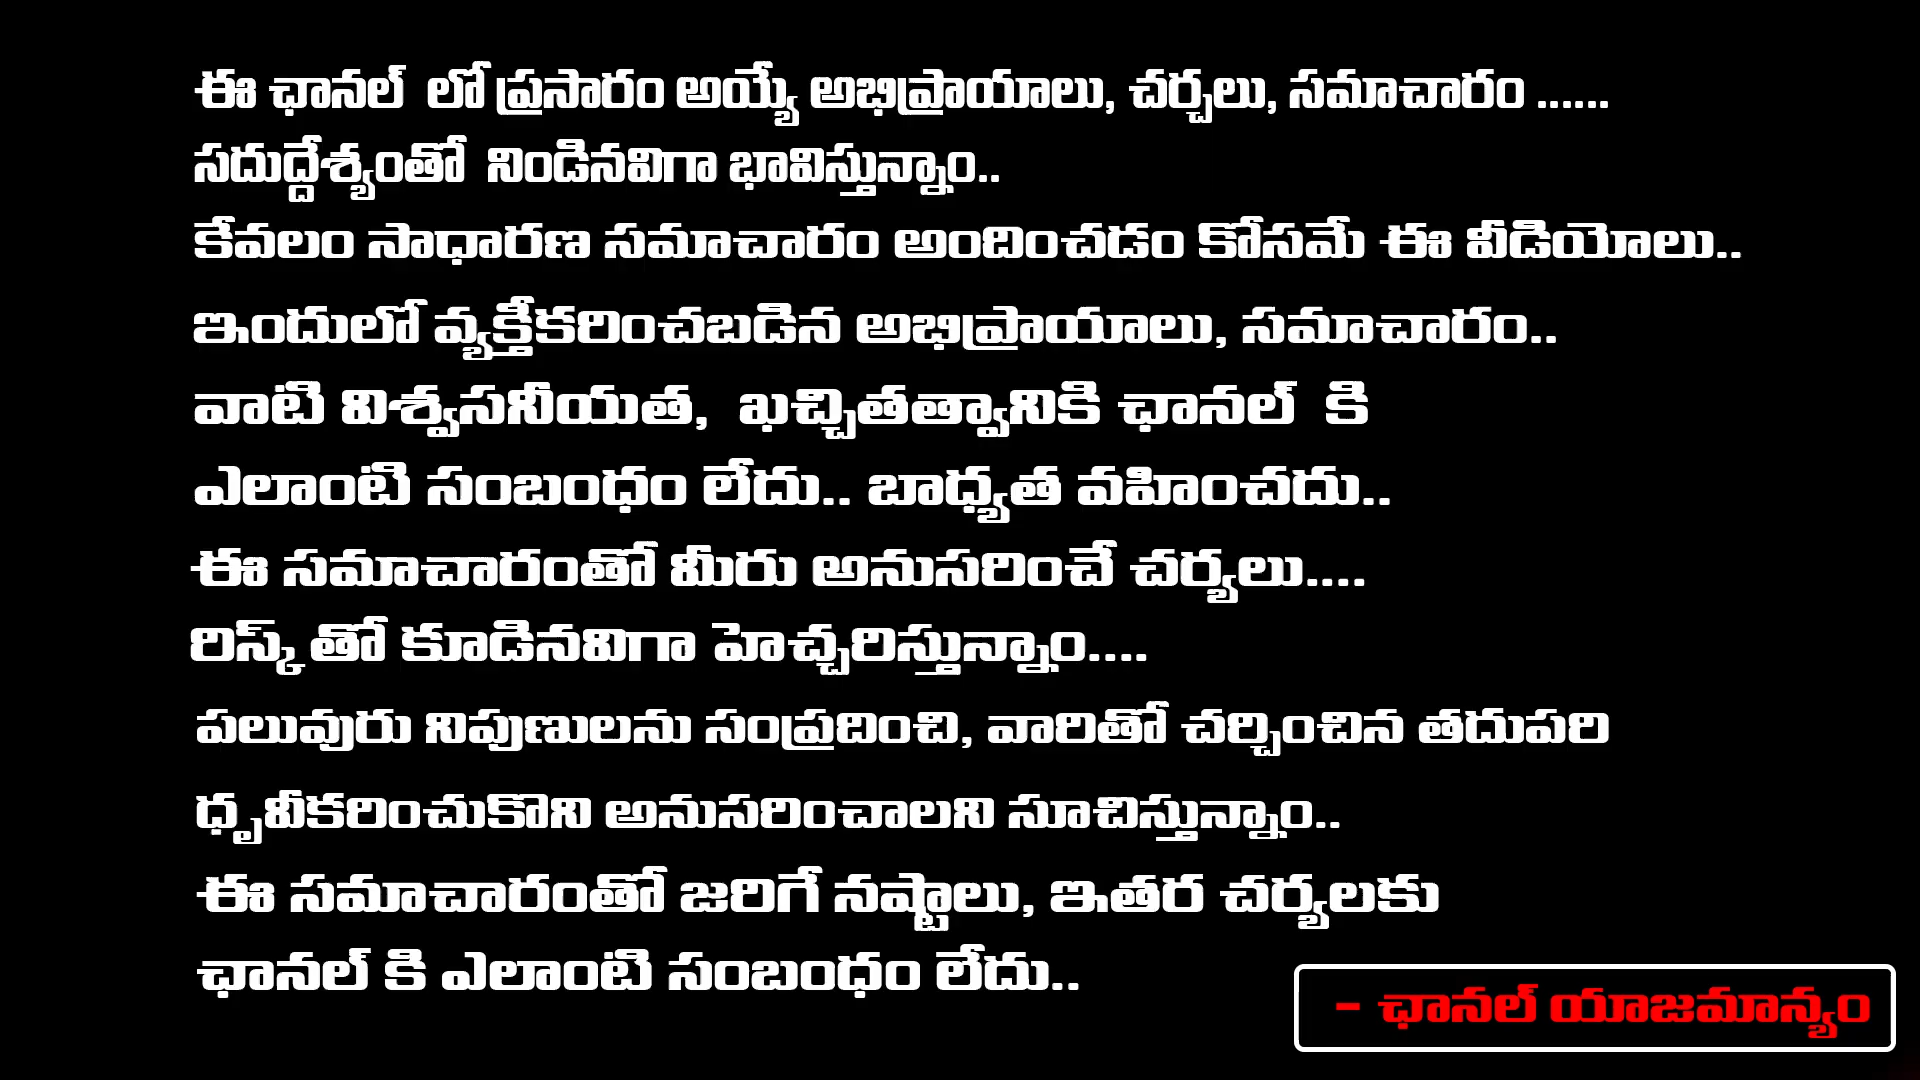 ఈ ఛానల్ లో ప్రసారం అయ్యే అభిప్రాయాలు, చర్చలు, సమాచారం ......
సదుద్దేశ్యంతో నిండినవిగా భావిస్తున్నాం..
కేవలం సాధారణ సమాచారం అందించడం కోసమే ఈ వీడియోలు..
ఇందులో వ్యక్తీకరించబడిన అభిప్రాయాలు, సమాచారం..
వాటి విశ్వసనీయత, ఖచ్చితత్వానికి ఛానల్ కి
ఎలాంటి సంబంధం లేదు.. బాధ్యత వహించదు..
ఈ సమాచారంతో మీరు అనుసరించే చర్యలు....
రిస్క్ తో కూడినవిగా హెచ్చరిస్తున్నాం....
పలువురు నిపుణులను సంప్రదించి, వారితో చర్చించిన తదుపరి
ధృవీకరించుకొని అనుసరించాలని సూచిస్తున్నాం..
ఈ సమాచారంతో జరిగే నష్టాలు, ఇతర చర్యలకు
ఛానల్ కి ఎలాంటి సంబంధం లేదు..
- ఛానల్ యాజమాన్యం